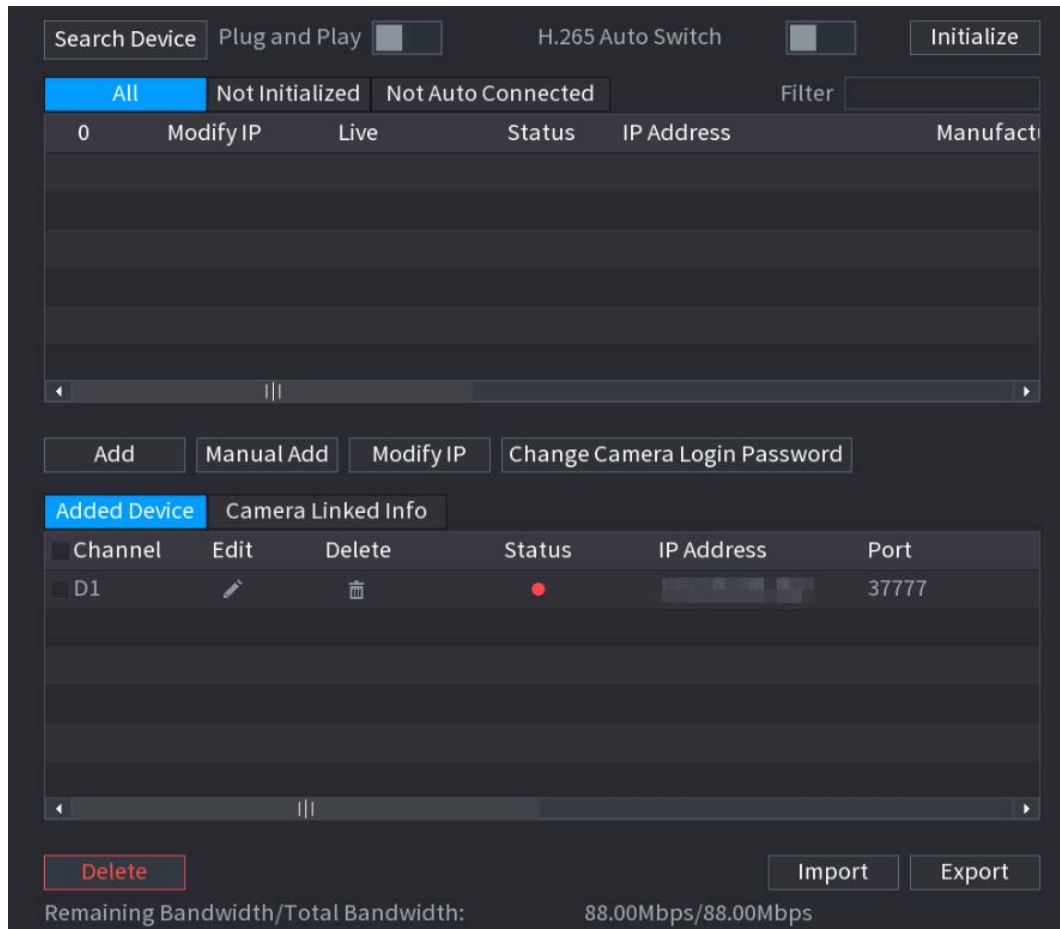 Search Device Plug and Play H.265 Auto Switch Initialize
All Not Initialized Not Auto Connected Filter
0 Modify IP Live Status IP Address Manufactu
Add Manual Add Modify IP Change Camera Login Password
Added Device Camera Linked Info
Channel Edit Delete Status IP Address Port
D1 37777
Delete Import Export
Remaining Bandwidth/Total Bandwidth: 88.00Mbps/88.00Mbps